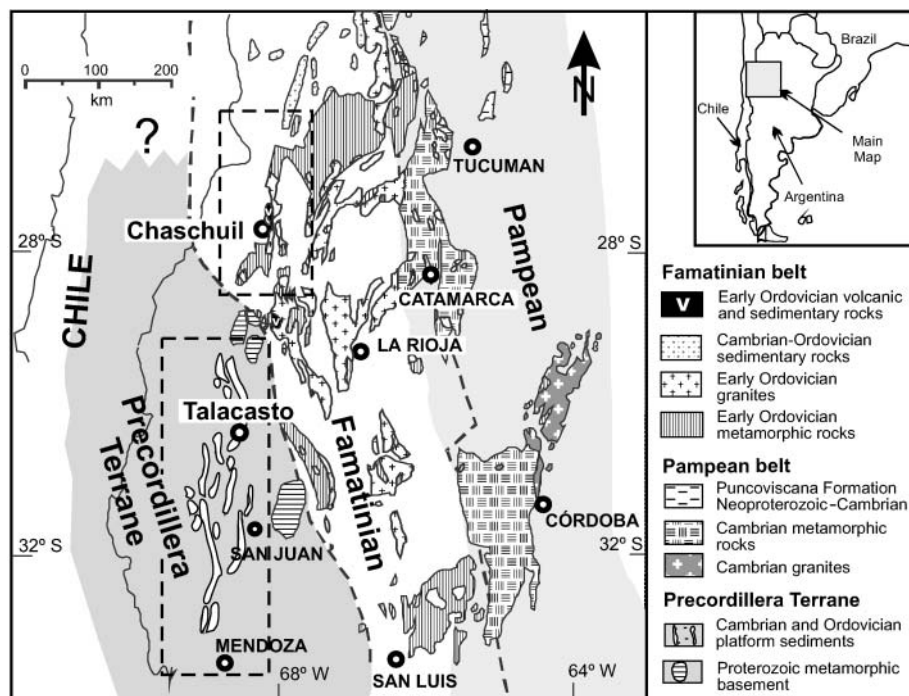 0 100 200
km
?
N
TUCUMAN
Pampean
Chaschuil
28° S
28° S
CHILE
CATAMARCA
LA RIOJA
Talacasto
Precordillera
Terrane
Famatinian
SAN JUAN
CÓRDOBA
32° S
32° S
MENDOZA
SAN LUIS
68° W
64° W
Brazil
Chile
Main
Map
Argentina
Famatinian belt
V
Early Ordovician volcanic
and sedimentary rocks
Cambrian-Ordovician
sedimentary rocks
Early Ordovician
granites
Early Ordovician
metamorphic rocks
Pampean belt
Puncoviscana Formation
Neoproterozoic-Cambrian
Cambrian metamorphic
rocks
Cambrian granites
Precordillera Terrane
Cambrian and Ordovician
platform sediments
Proterozoic metamorphic
basement